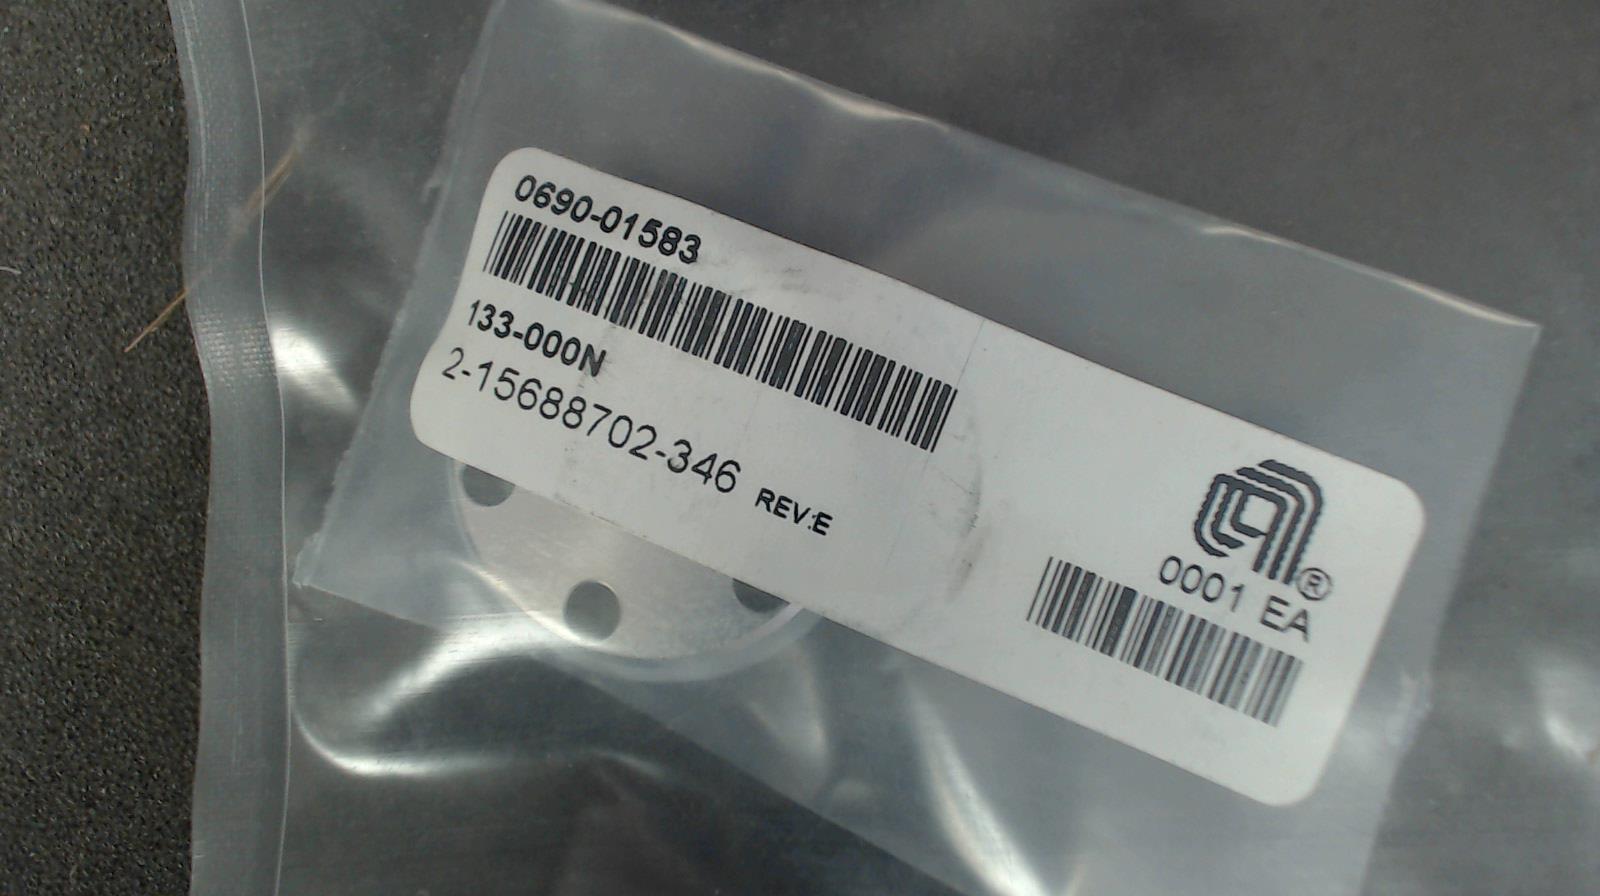 0690-01583
133-000N
2-15688702-346 REV:E
®
0001 EA